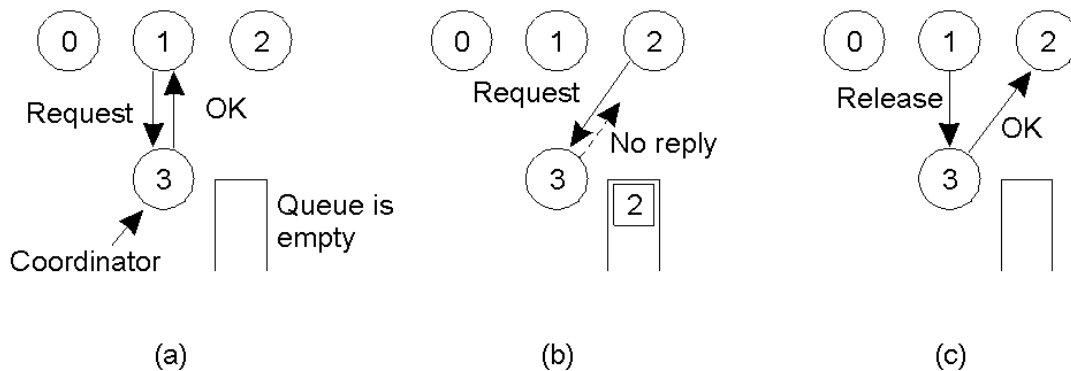 0 1 2
Request
OK
3
Queue is
empty
Coordinator
(a)
0 1 2
Request
No reply
3
2
(b)
0 1 2
Release
OK
3
(c)